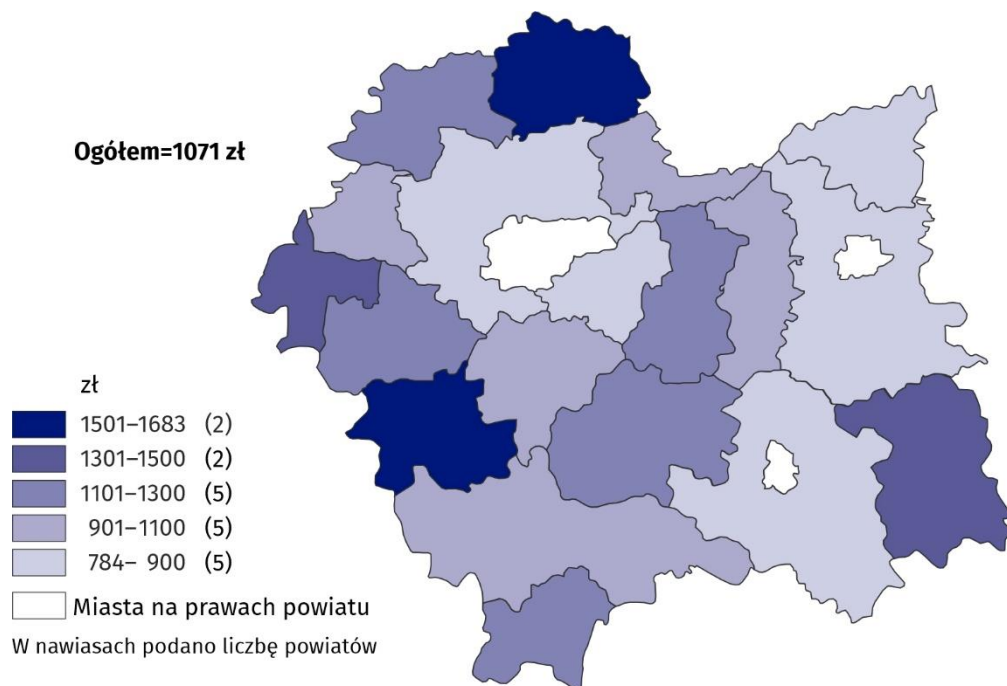 Ogółem=1071 zł
zł
1501–1683 (2)
1301–1500 (2)
1101–1300 (5)
901–1100 (5)
784– 900 (5)
Miasta na prawach powiatu
W nawiasach podano liczbę powiatów